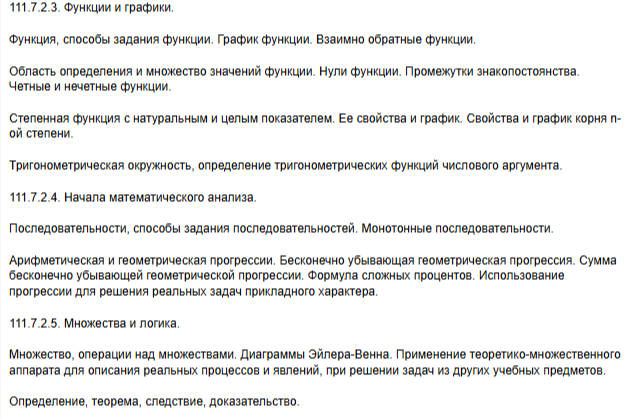 111.7.2.3. Функции и графики.
Функция, способы задания функции. График функции. Взаимно обратные функции.
Область определения и множество значений функции. Нули функции. Промежутки знакопостоянства.
Четные и нечетные функции.
Степенная функция с натуральным и целым показателем. Ее свойства и график. Свойства и график корня n-
ой степени.
Тригонометрическая окружность, определение тригонометрических функций числового аргумента.
111.7.2.4. Начала математического анализа.
Последовательности, способы задания последовательностей. Монотонные последовательности.
Арифметическая и геометрическая прогрессии. Бесконечно убывающая геометрическая прогрессия. Сумма
бесконечно убывающей геометрической прогрессии. Формула сложных процентов. Использование
прогрессии для решения реальных задач прикладного характера.
111.7.2.5. Множества и логика.
Множество, операции над множествами. Диаграммы Эйлера-Венна. Применение теоретико-множественного
аппарата для описания реальных процессов и явлений, при решении задач из других учебных предметов.
Определение, теорема, следствие, доказательство.